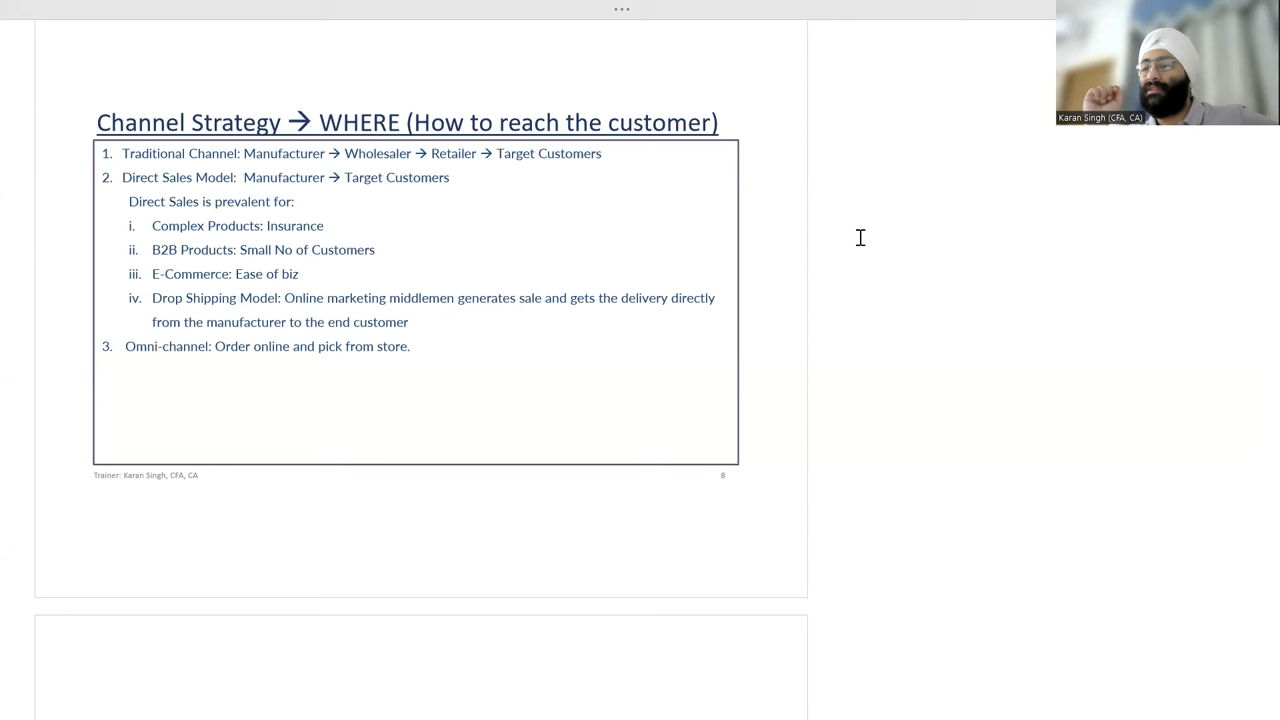 Karan Singh (CFA, CA)
Channel Strategy → WHERE (How to reach the customer)
1. Traditional Channel: Manufacturer → Wholesaler → Retailer → Target Customers
2. Direct Sales Model: Manufacturer → Target Customers
Direct Sales is prevalent for:
i. Complex Products: Insurance
ii. B2B Products: Small No of Customers
iii. E-Commerce: Ease of biz
iv. Drop Shipping Model: Online marketing middlemen generates sale and gets the delivery directly
from the manufacturer to the end customer
3. Omni-channel: Order online and pick from store.
Trainer: Karan Singh, CFA, CA
8